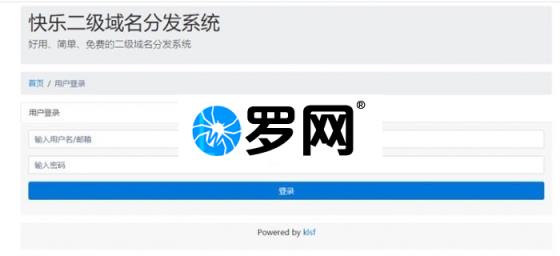 快乐二级域名分发系统
好用、简单、免费的二级域名分发系统
首页 / 用户登录
用户登录
罗网®
输入用户名/邮箱
输入密码
登录
Powered by klsf